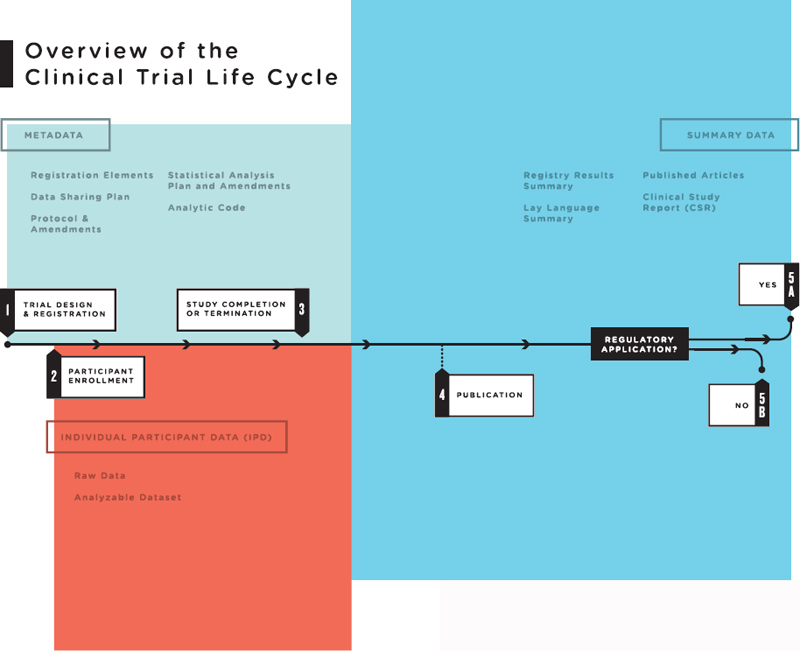 Overview of the
Clinical Trial Life Cycle
METADATA
Registration Elements
Data Sharing Plan
Protocol &
Amendments
Statistical Analysis
Plan and Amendments
Analytic Code
SUMMARY DATA
Registry Results
Summary
Lay Language
Summary
Published Articles
Clinical Study
Report (CSR)
1
TRIAL DESIGN
& REGISTRATION
STUDY COMPLETION
OR TERMINATION
3
YES
5A
REGULATORY
APPLICATION?
2
PARTICIPANT
ENROLLMENT
4
PUBLICATION
NO
5B
INDIVIDUAL PARTICIPANT DATA (IPD)
Raw Data
Analyzable Dataset